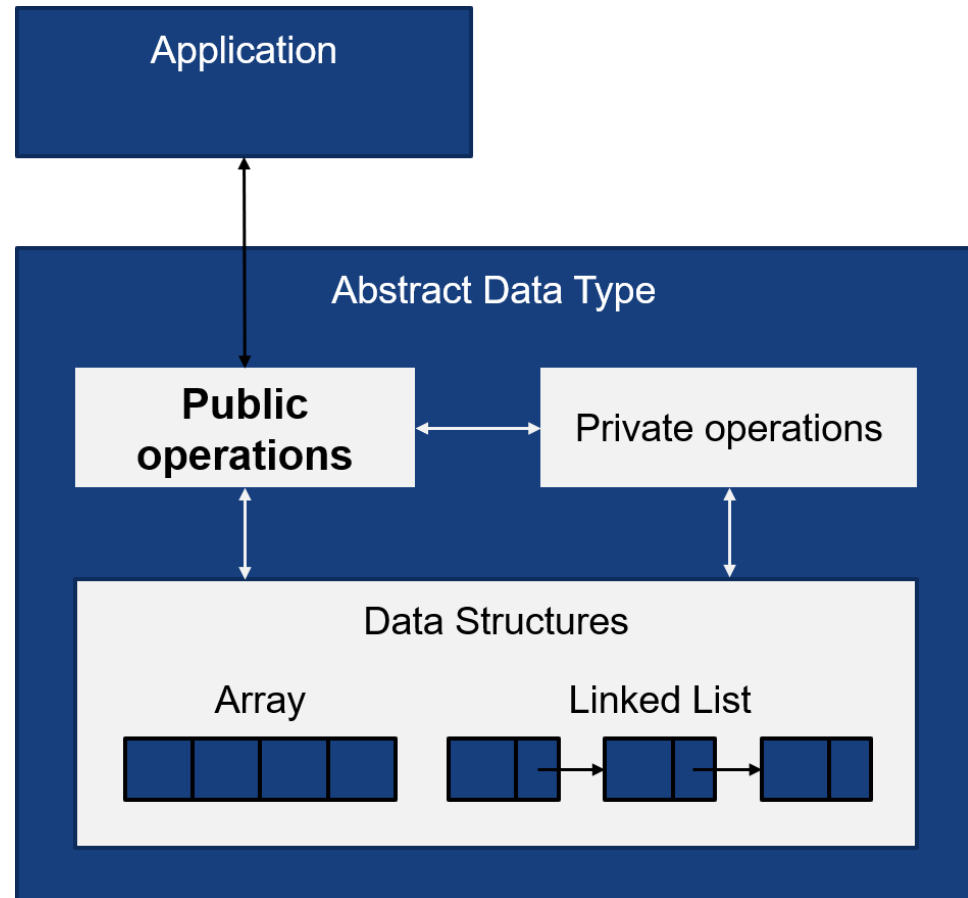 Application
Abstract Data Type
Public
operations
Private operations
Data Structures
Array
Linked List